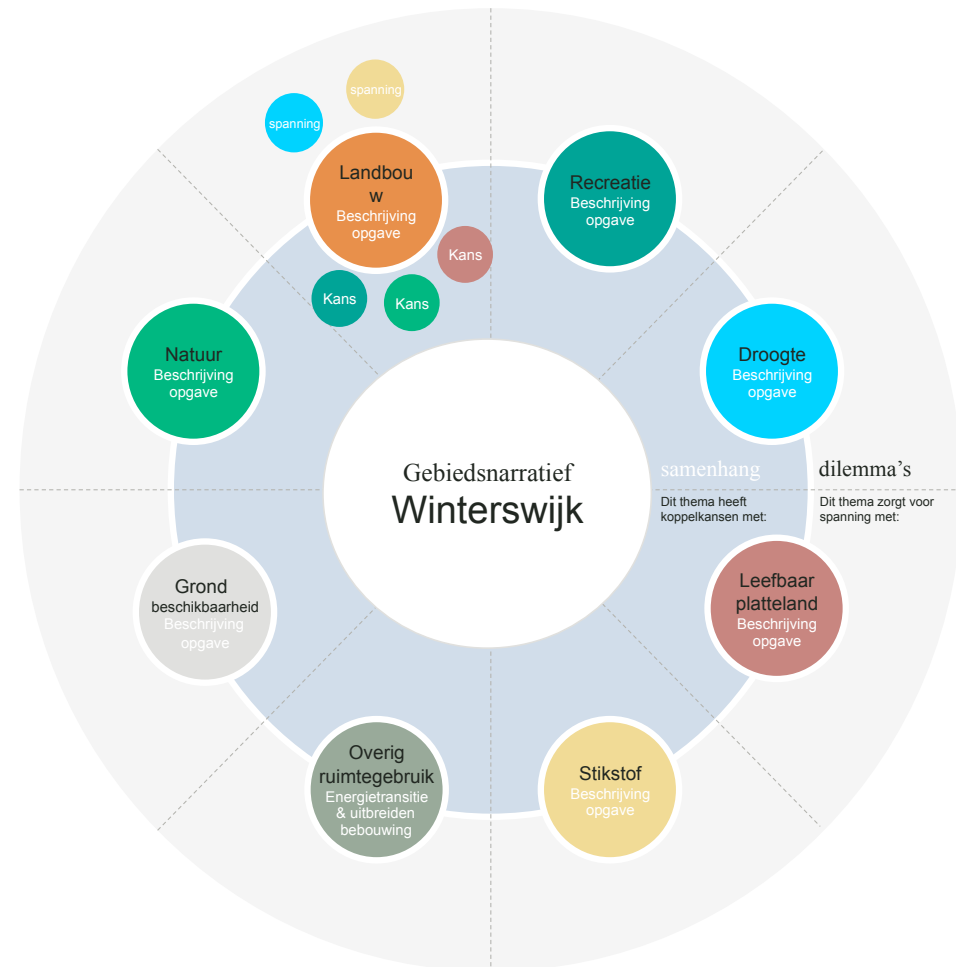 spanning
spanning
Landbou
w
Beschrijving
opgave
Recreatie
Beschrijving
opgave
Kans
Kans
Kans
Natuur
Beschrijving
opgave
Droogte
Beschrijving
opgave
Gebiedsnarratief
Winterswijk
samenhang
dilemma's
Dit thema heeft
koppelkansen met:
Dit thema zorgt voor
spanning met:
Grond
beschikbaarheid
Beschrijving
opgave
Leefbaar
platteland
Beschrijving
opgave
Overig
ruimtegebruik
Energietransitie
& uitbreiden
bebouwing
Stikstof
Beschrijving
opgave